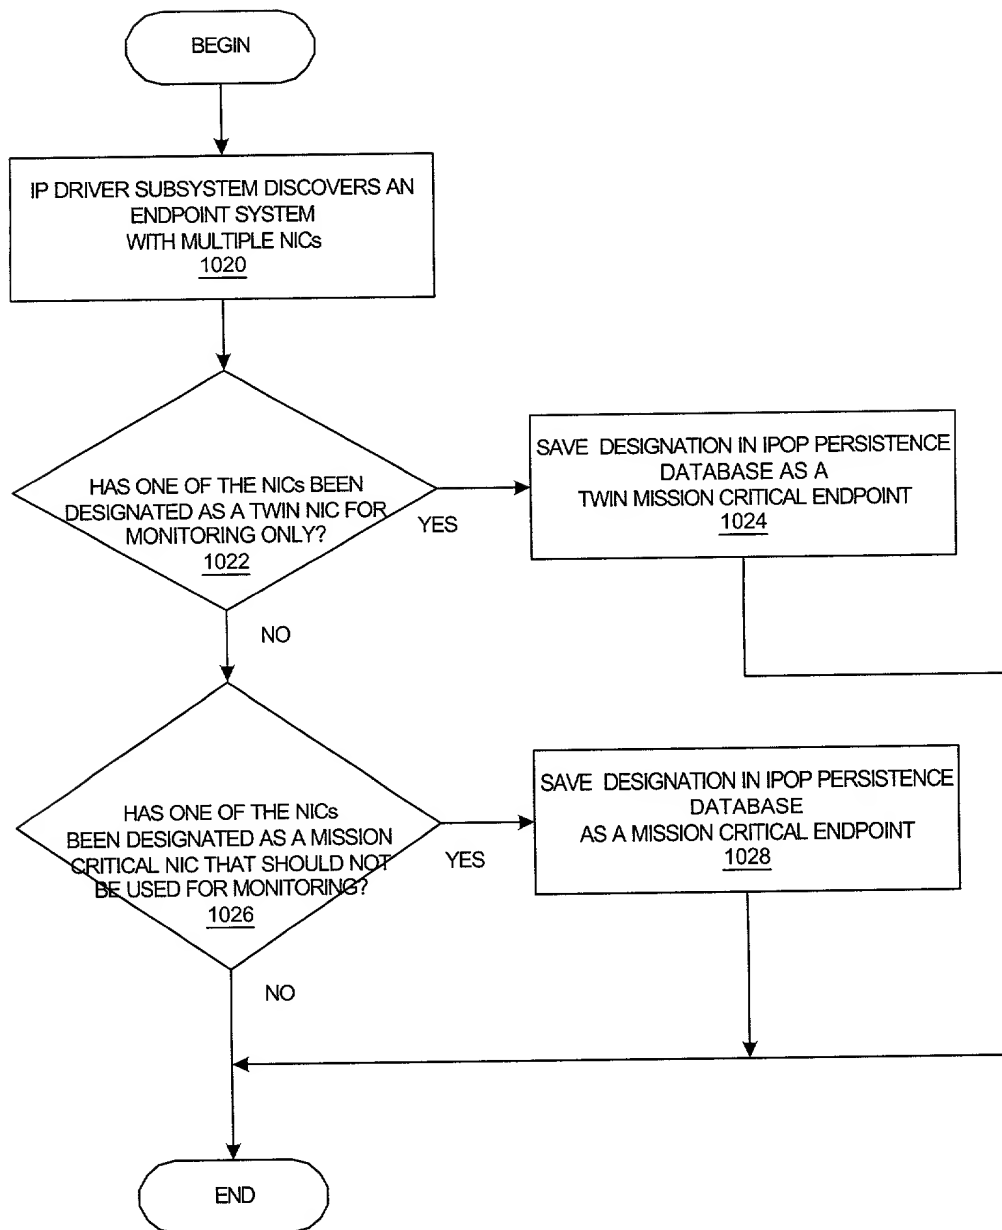 BEGIN
IP DRIVER SUBSYSTEM DISCOVERS AN
ENDPOINT SYSTEM
WITH MULTIPLE NICs
1020
HAS ONE OF THE NICs BEEN
DESIGNATED AS A TWIN NIC FOR
MONITORING ONLY?
1022
YES
SAVE DESIGNATION IN IPOP PERSISTENCE
DATABASE AS A
TWIN MISSION CRITICAL ENDPOINT
1024
NO
HAS ONE OF THE NICs
BEEN DESIGNATED AS A MISSION
CRITICAL NIC THAT SHOULD NOT
BE USED FOR MONITORING?
1026
YES
SAVE DESIGNATION IN IPOP PERSISTENCE
DATABASE
AS A MISSION CRITICAL ENDPOINT
1028
NO
END